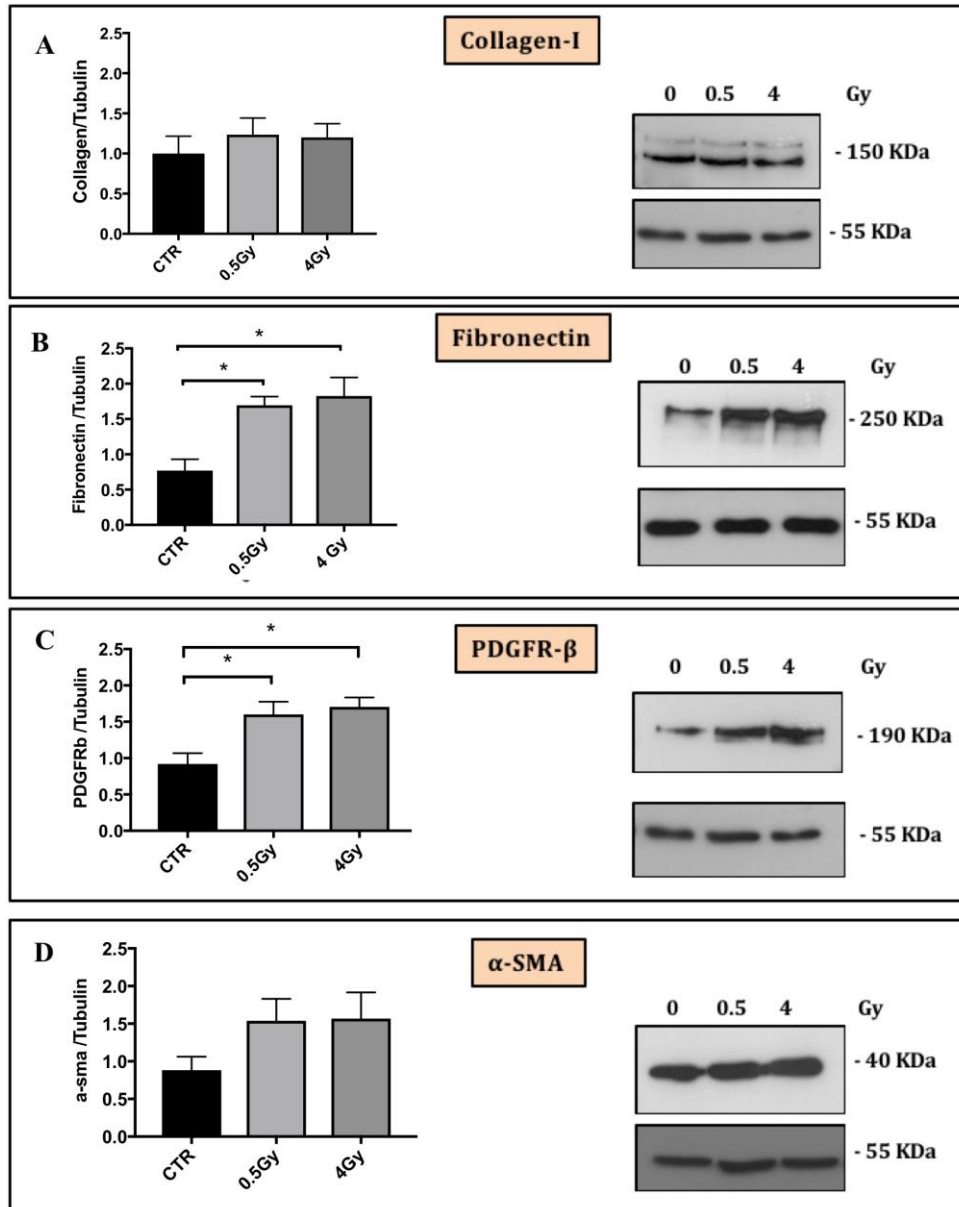 A
Collagen-I
Collagen/Tubulin
2.5
2.0
1.5
1.0
0.5
0.0
CTR
0.5Gy
4Gy
0 0.5 4 Gy
- 150 KDa
- 55 KDa
B
Fibronectin
Fibronectin /Tubulin
2.5
2.0
1.5
1.0
0.5
0.0
*
*
CTR
0.5Gy
4 Gy
0 0.5 4 Gy
- 250 KDa
- 55 KDa
C
PDGFR-β
PDGFRb /Tubulin
2.5
2.0
1.5
1.0
0.5
0.0
*
*
CTR
0.5Gy
4Gy
0 0.5 4 Gy
- 190 KDa
- 55 KDa
D
α-SMA
a-sma /Tubulin
2.5
2.0
1.5
1.0
0.5
0.0
CTR
0.5Gy
4Gy
0 0.5 4 Gy
- 40 KDa
- 55 KDa